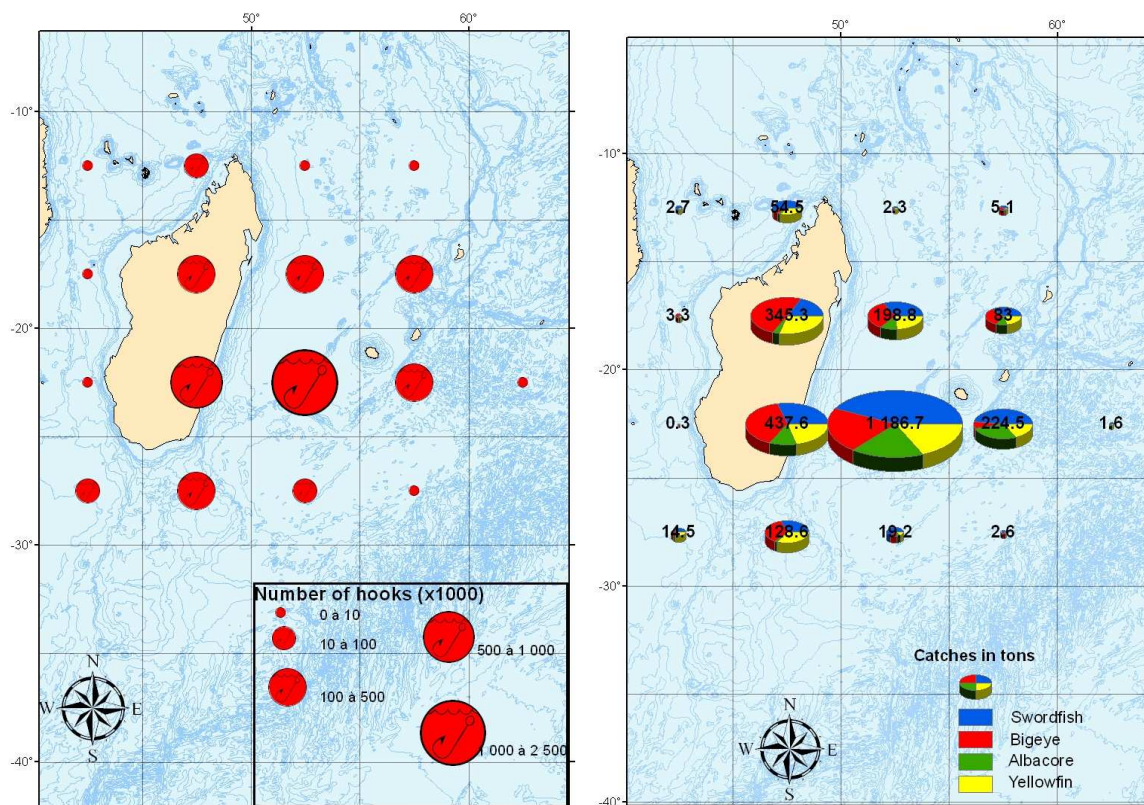 50° 60°
-10°
-20°
-30°
-40°
Number of hooks (x1000)
0 à 10
10 à 100
100 à 500
500 à 1 000
1 000 à 2 500
N
W E
S
50° 60°
-10°
-20°
-30°
-40°
2.7 54.5 2.3 5.1
3.3 345.3 198.8 83
0.3 437.6 1 186.7 224.5 1.6
14.5 128.6 19.2 2.6
Catches in tons
Swordfish
Bigeye
Albacore
Yellowfin
N
W E
S